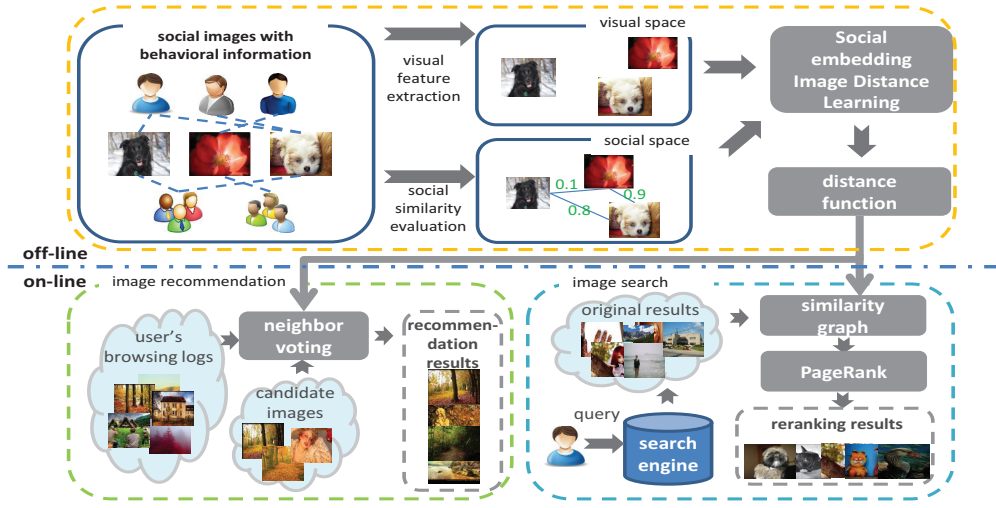 social images with
behavioral information
visual
feature
extraction
social
similarity
evaluation
visual space
social space
0.1
0.9
0.8
Social
embedding
Image Distance
Learning
distance
function
off-line
on-line
image recommendation
user's
browsing logs
neighbor
voting
candidate
images
recommen-
dation results
image search
original results
query
search
engine
similarity
graph
PageRank
reranking results